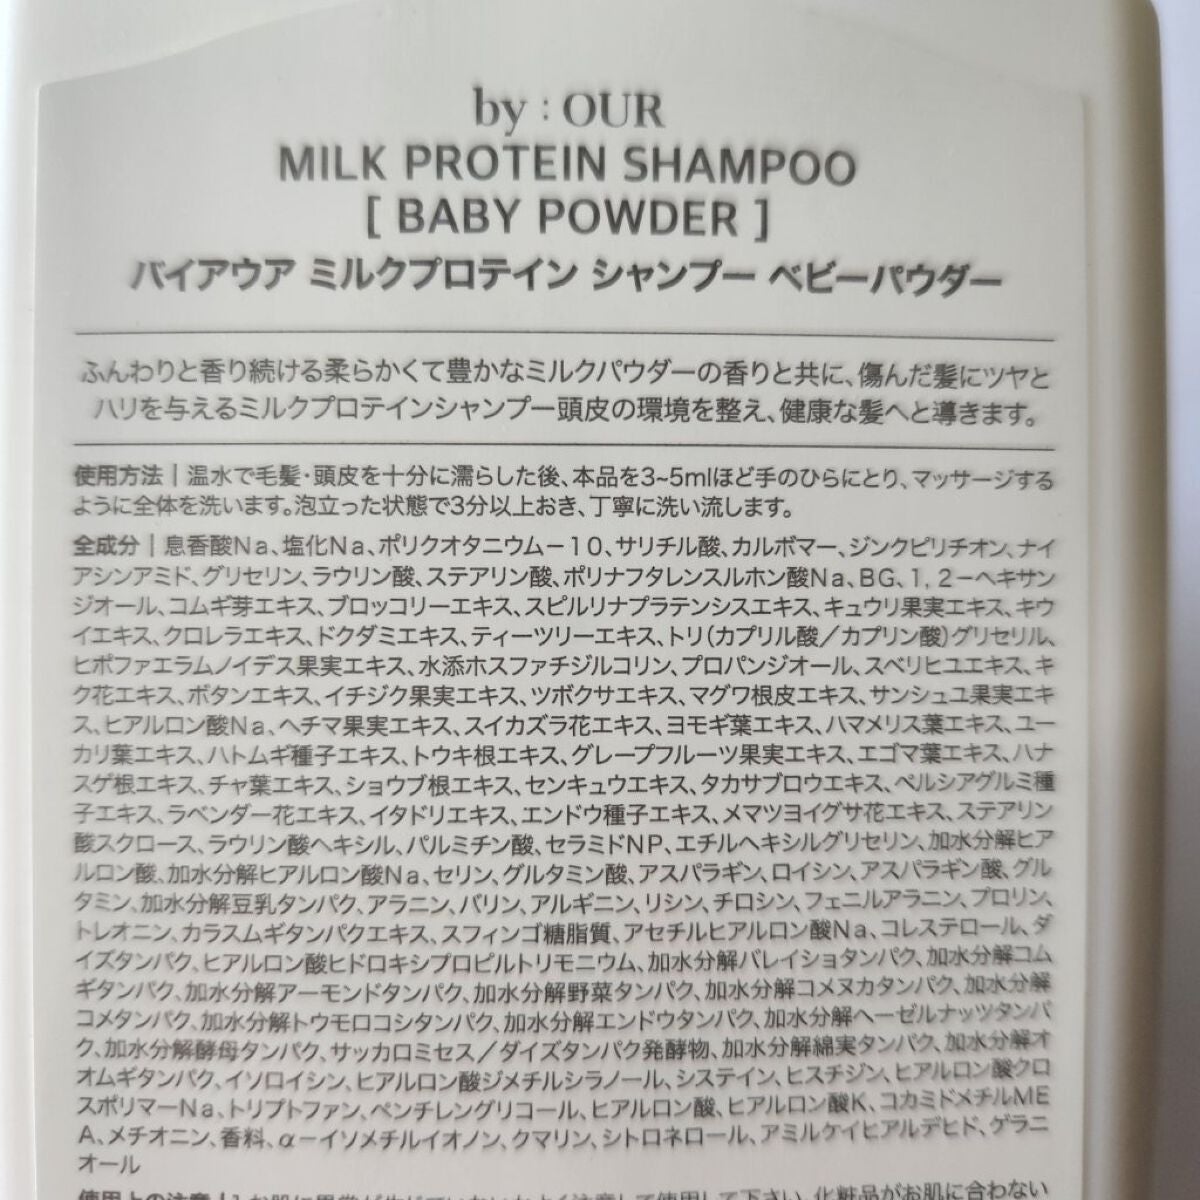 by : OUR
MILK PROTEIN SHAMPOO
[ BABY POWDER ]
バイアウア ミルクプロテイン シャンプー ベビーパウダー
ふんわりと香り続ける柔らかくて豊かなミルクパウダーの香りと共に、傷んだ髪にツヤと
ハリを与えるミルクプロテインシャンプー頭皮の環境を整え、健康な髪へと導きます。
使用方法 | 温水で毛髪・頭皮を十分に濡らした後、本品を3~5mlほど手のひらにとり、マッサージする
ように全体を洗います。泡立った状態で3分以上おき、丁寧に洗い流します。
全成分 | 息香酸Na、塩化Na、ポリクオタニウム－10、サリチル酸、カルボマー、ジンクピリチオン、ナイ
アシンアミド、グリセリン、ラウリン酸、ステアリン酸、ポリナフタレンスルホン酸Na、BG、1，2－ヘキサン
ジオール、コムギ芽エキス、ブロッコリーエキス、スピルリナプラテンシスエキス、キュウリ果実エキス、キウ
イエキス、クロレラエキス、ドクダミエキス、ティーツリーエキス、トリ（カプリル酸／カプリン酸）グリセリル、
ヒポファエラムノイデス果実エキス、水添ホスファチジルコリン、プロパンジオール、スベリヒユエキス、キ
ク花エキス、ボタンエキス、イチジク果実エキス、ツボクサエキス、マグワ根皮エキス、サンシュユ果実エキ
ス、ヒアルロン酸Na、ヘチマ果実エキス、スイカズラ花エキス、ヨモギ葉エキス、ハマメリス葉エキス、ユー
カリ葉エキス、ハトムギ種子エキス、トウキ根エキス、グレープフルーツ果実エキス、エゴマ葉エキス、ハナ
スゲ根エキス、チャ葉エキス、ショウブ根エキス、センキュウエキス、タカサブロウエキス、ペルシアグルミ種
子エキス、ラベンダー花エキス、イタドリエキス、エンドウ種子エキス、メマツヨイグサ花エキス、ステアリン
酸スクロース、ラウリン酸ヘキシル、パルミチン酸、セラミドNP、エチルヘキシルグリセリン、加水分解ヒア
ルロン酸、加水分解ヒアルロン酸Na、セリン、グルタミン酸、アスパラギン、ロイシン、アスパラギン酸、グル
タミン、加水分解豆乳タンパク、アラニン、バリン、アルギニン、リシン、チロシン、フェニルアラニン、プロリン、
トレオニン、カラスムギタンパクエキス、スフィンゴ糖脂質、アセチルヒアルロン酸Na、コレステロール、ダ
イズタンパク、ヒアルロン酸ヒドロキシプロピルトリモニウム、加水分解バレイショタンパク、加水分解コム
ギタンパク、加水分解アーモンドタンパク、加水分解野菜タンパク、加水分解コメヌカタンパク、加水分解
コメタンパク、加水分解トウモロコシタンパク、加水分解エンドウタンパク、加水分解ヘーゼルナッツタンパ
ク、加水分解酵母タンパク、サッカロミセス／ダイズタンパク発酵物、加水分解綿実タンパク、加水分解オ
オムギタンパク、イソロイシン、ヒアルロン酸ジメチルシラノール、システイン、ヒスチジン、ヒアルロン酸クロ
スポリマーNa、トリプトファン、ペンチレングリコール、ヒアルロン酸、ヒアルロン酸K、コカミドメチルME
A、メチオニン、香料、α－イソメチルイオノン、クマリン、シトロネロール、アミルケイヒアルデヒド、ゲラニ
オール
使用上の注意 | 1.お肌に異常が生じていないかよく注意して使用して下さい。化粧品がお肌に合わない